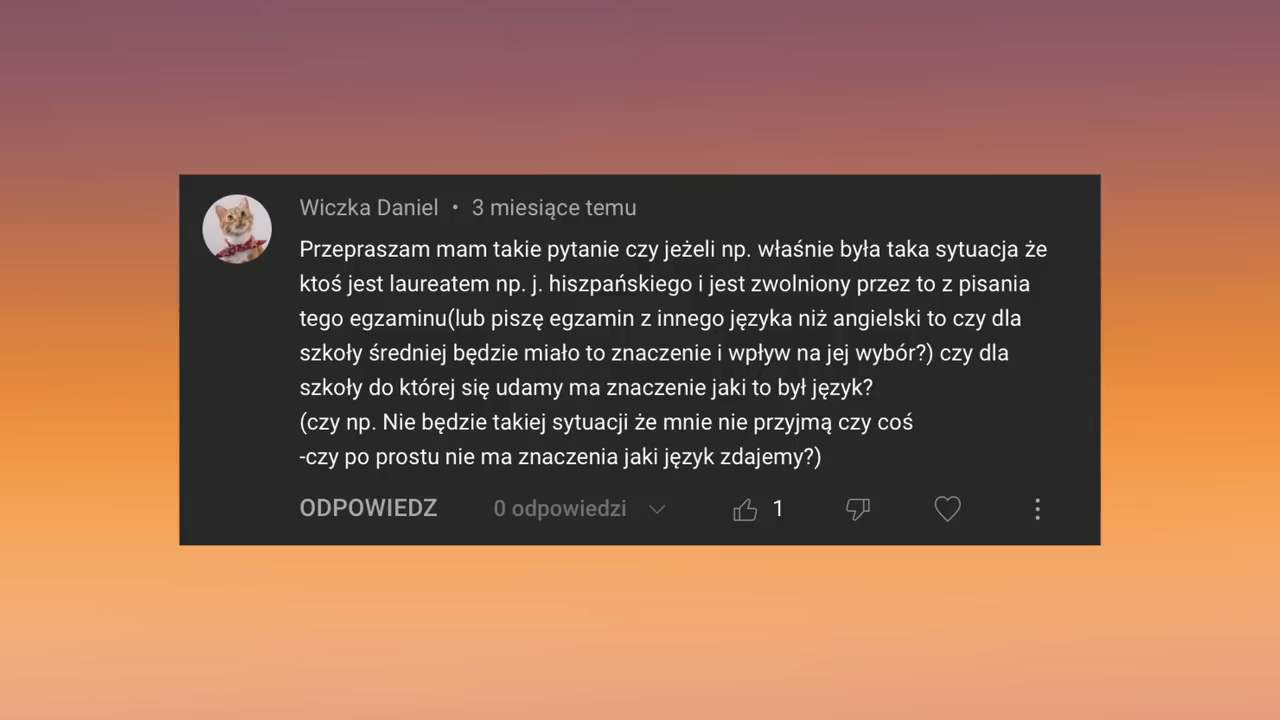 Wiczka Daniel • 3 miesiące temu
Przepraszam mam takie pytanie czy jeżeli np. właśnie była taka sytuacja że
ktoś jest laureatem np. j. hiszpańskiego i jest zwolniony przez to z pisania
tego egzaminu(lub piszę egzamin z innego języka niż angielski to czy dla
szkoły średniej będzie miało to znaczenie i wpływ na jej wybór?) czy dla
szkoły do której się udamy ma znaczenie jaki to był język?
(czy np. Nie będzie takiej sytuacji że mnie nie przyjmą czy coś
-czy po prostu nie ma znaczenia jaki język zdajemy?)
ODPOWIEDZ 0 odpowiedzi 1